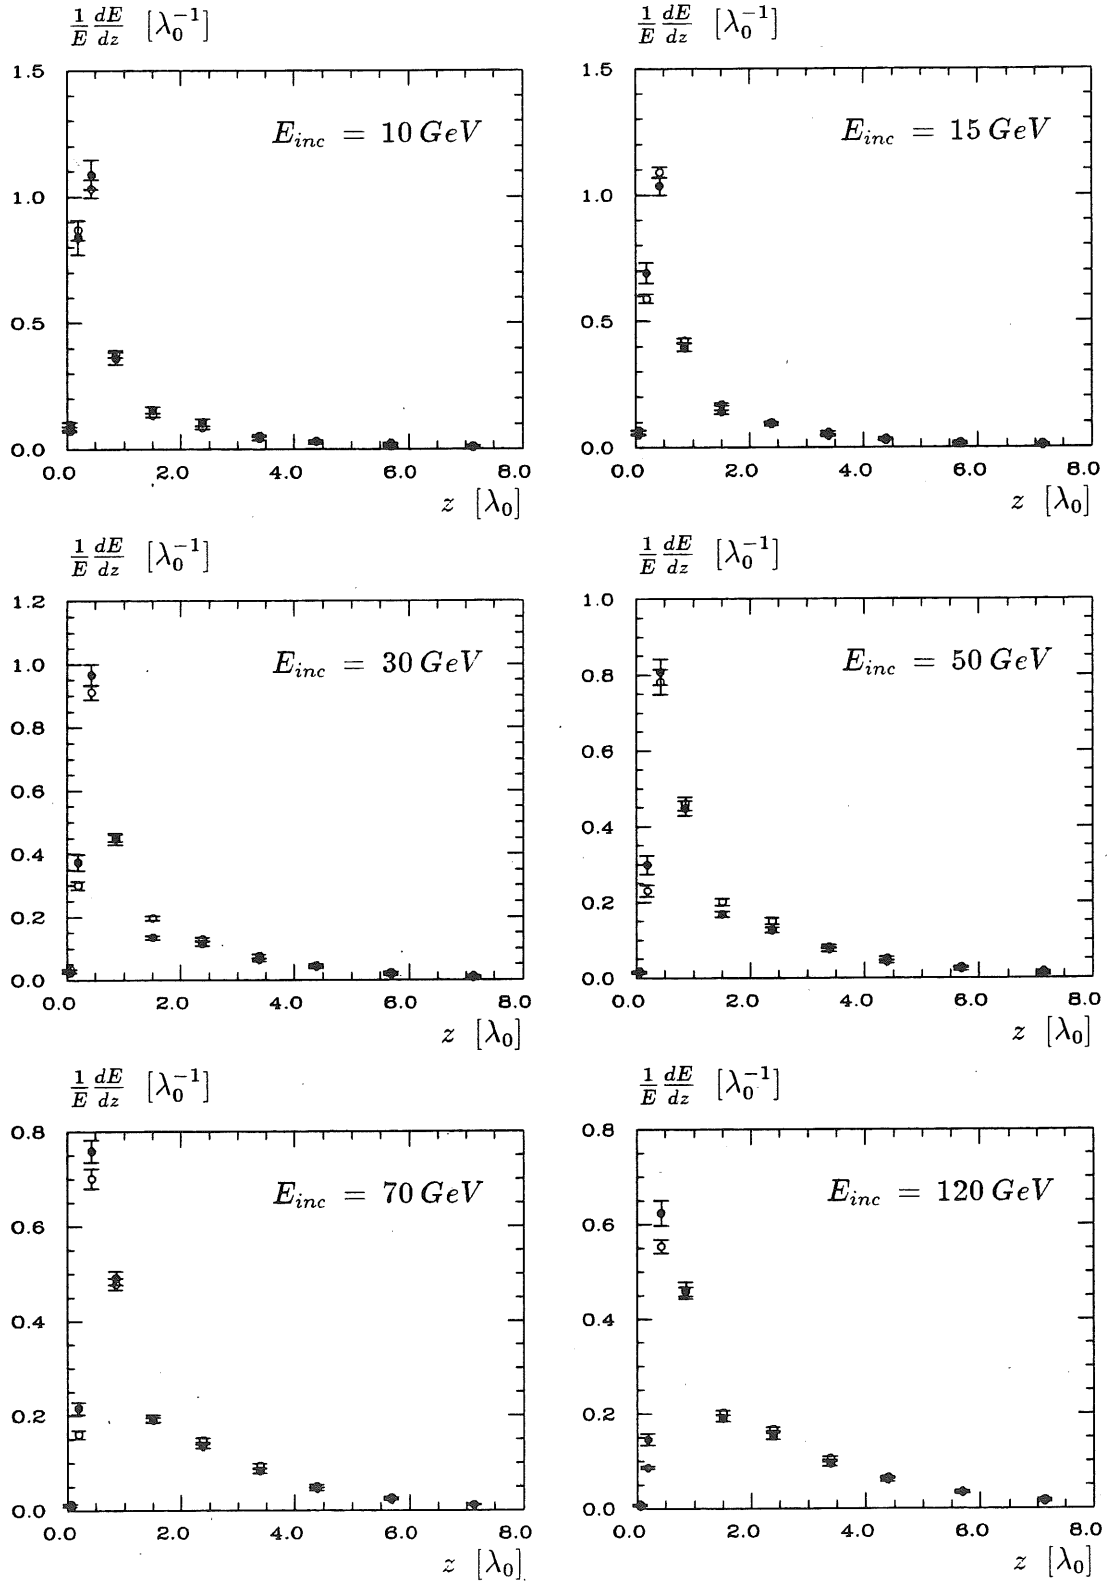 1/E dE/dz [λ₀⁻¹]
1.5
E_inc = 10 GeV
1.0
0.5
0.0
0.0 2.0 4.0 6.0 8.0
z [λ₀]
1/E dE/dz [λ₀⁻¹]
1.5
E_inc = 15 GeV
1.0
0.5
0.0
0.0 2.0 4.0 6.0 8.0
z [λ₀]
1/E dE/dz [λ₀⁻¹]
1.2
E_inc = 30 GeV
1.0
0.8
0.6
0.4
0.2
0.0
0.0 2.0 4.0 6.0 8.0
z [λ₀]
1/E dE/dz [λ₀⁻¹]
1.0
E_inc = 50 GeV
0.8
0.6
0.4
0.2
0.0
0.0 2.0 4.0 6.0 8.0
z [λ₀]
1/E dE/dz [λ₀⁻¹]
0.8
E_inc = 70 GeV
0.6
0.4
0.2
0.0
0.0 2.0 4.0 6.0 8.0
z [λ₀]
1/E dE/dz [λ₀⁻¹]
0.8
E_inc = 120 GeV
0.6
0.4
0.2
0.0
0.0 2.0 4.0 6.0 8.0
z [λ₀]